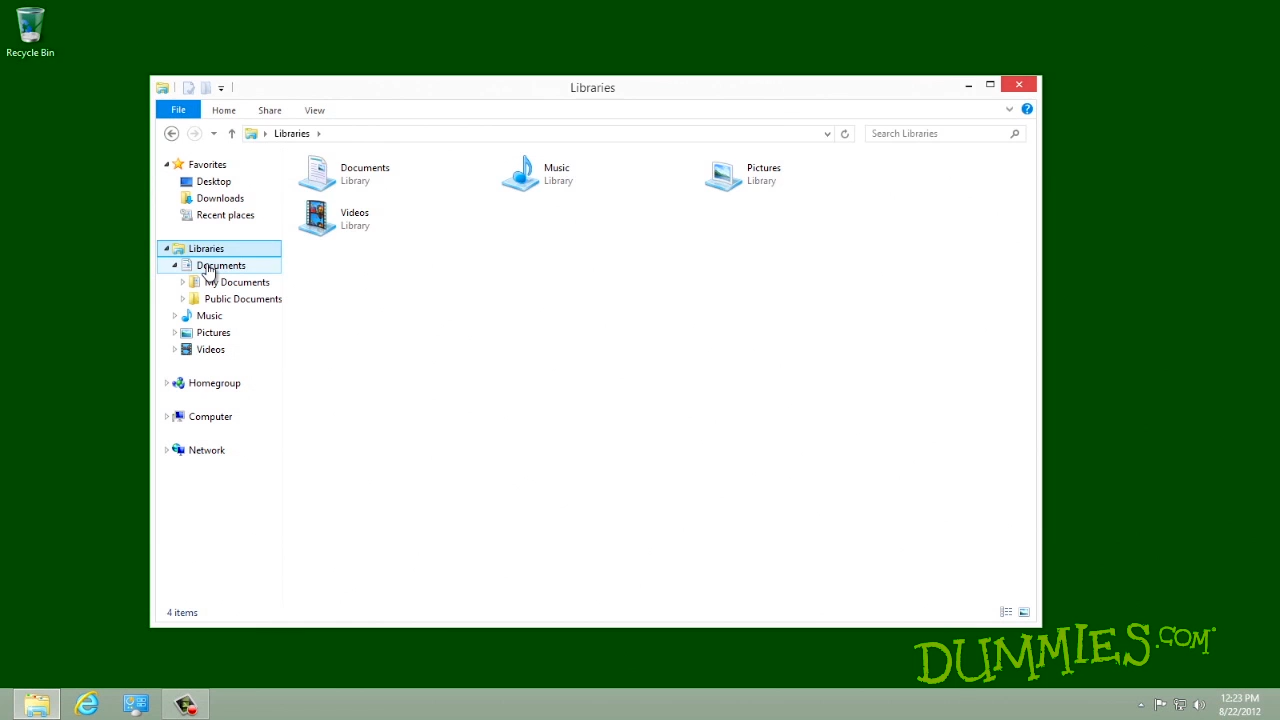 Recycle Bin
Libraries
File Home Share View
Libraries
Search Libraries
Favorites
Desktop
Downloads
Recent places
Libraries
Documents
My Documents
Public Documents
Music
Pictures
Videos
Homegroup
Computer
Network
Documents
Library
Music
Library
Pictures
Library
Videos
Library
4 items
DUMMIES.COM
12:23 PM
8/22/2012